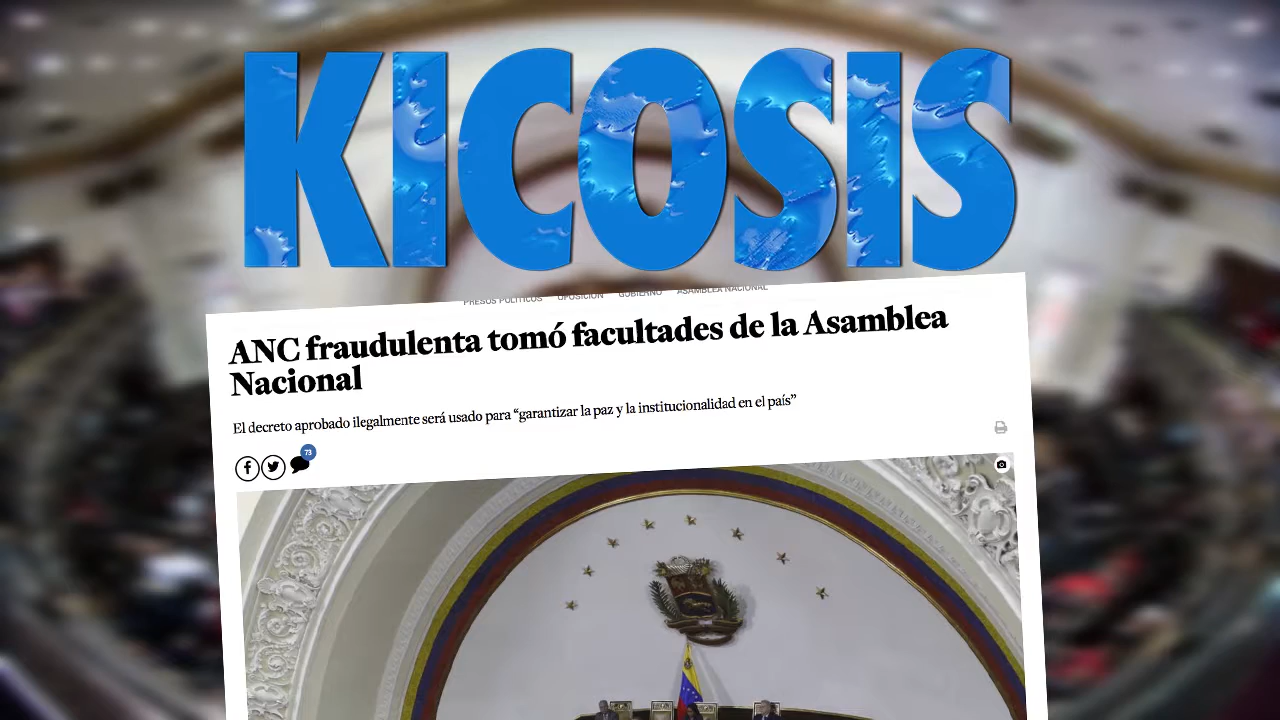 KICOSIS
PRESOS POLÍTICOS OPOSICIÓN GOBIERNO ASAMBLEA NACIONAL
ANC fraudulenta tomó facultades de la Asamblea
Nacional
El decreto aprobado ilegalmente será usado para “garantizar la paz y la institucionalidad en el país”
73